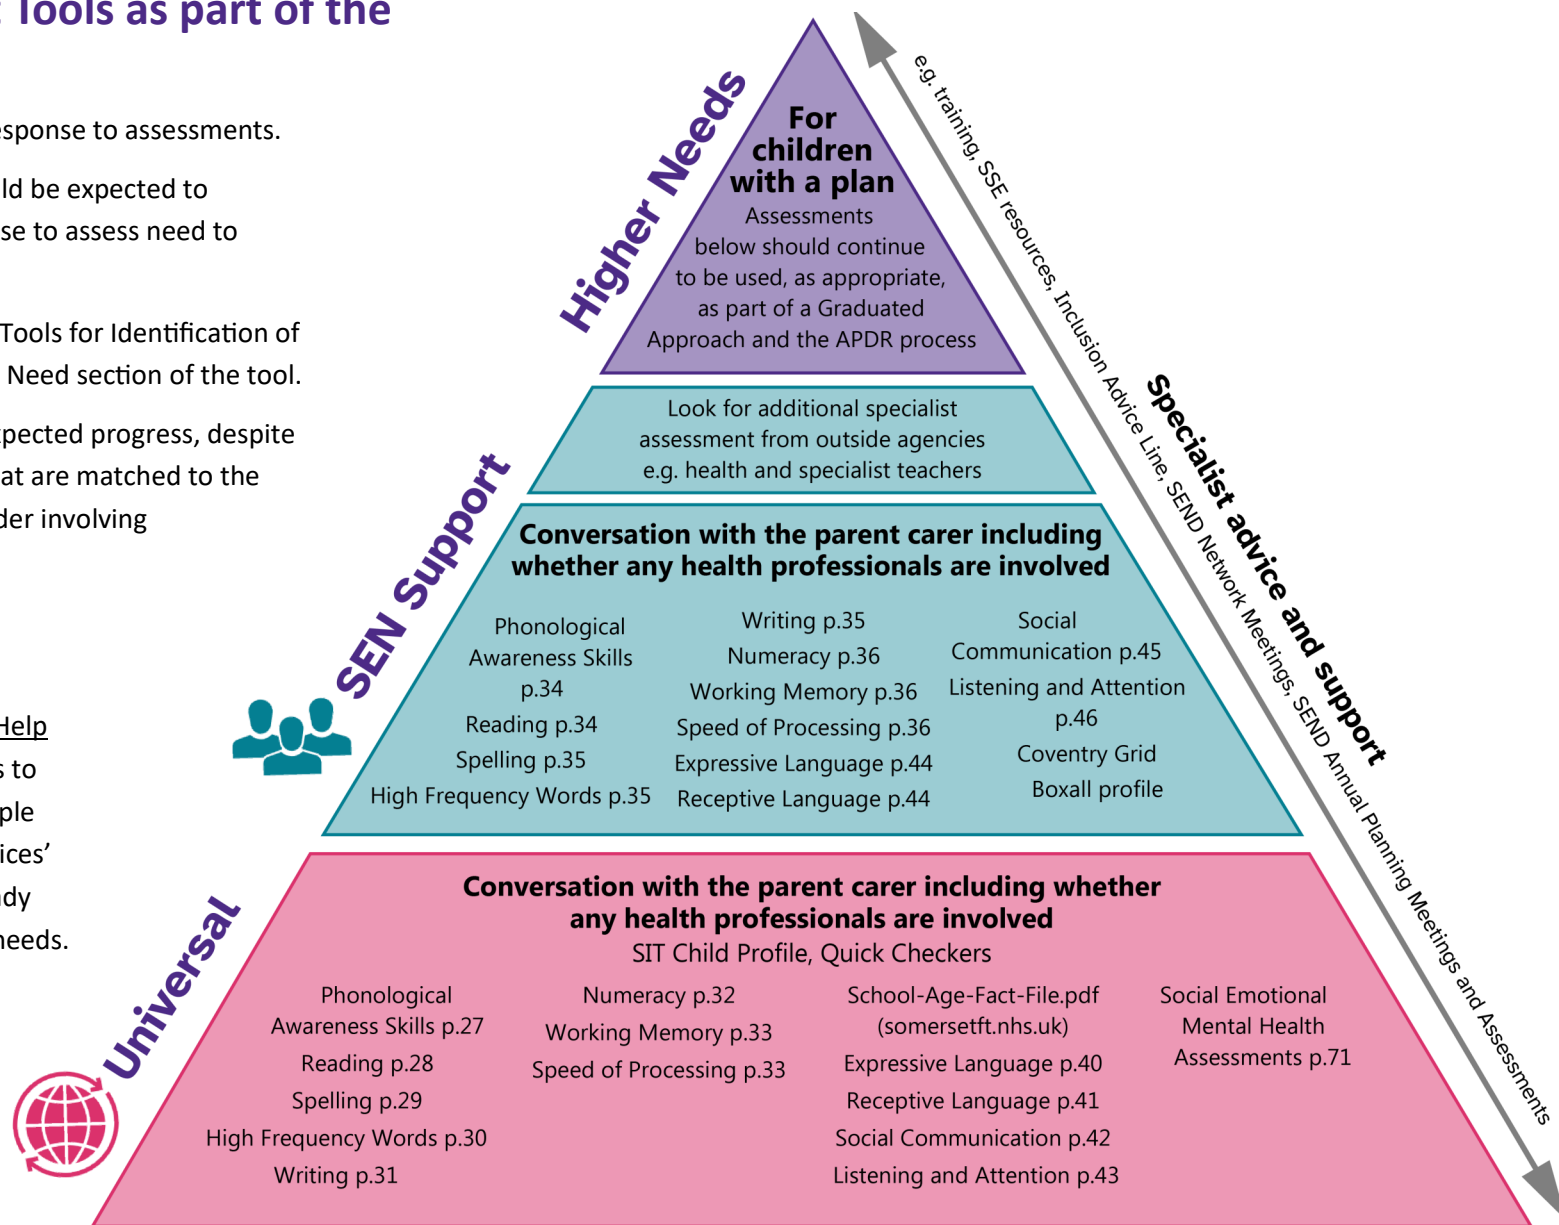 Tools as part of the
esponse to assessments.
ld be expected to
se to assess need to
Tools for Identification of
Need section of the tool.
xpected progress, despite
at are matched to the
der involving
Help
s to
ple
ices’
ady
needs.
Higher Needs
For
children
with a plan
Assessments
below should continue
to be used, as appropriate,
as part of a Graduated
Approach and the APDR process
SEN Support
Look for additional specialist
assessment from outside agencies
e.g. health and specialist teachers
Conversation with the parent carer including
whether any health professionals are involved
Phonological
Awareness Skills
p.34
Reading p.34
Spelling p.35
High Frequency Words p.35
Writing p.35
Numeracy p.36
Working Memory p.36
Speed of Processing p.36
Expressive Language p.44
Receptive Language p.44
Social
Communication p.45
Listening and Attention
p.46
Coventry Grid
Boxall profile
Universal
Conversation with the parent carer including whether
any health professionals are involved
SIT Child Profile, Quick Checkers
Phonological
Awareness Skills p.27
Reading p.28
Spelling p.29
High Frequency Words p.30
Writing p.31
Numeracy p.32
Working Memory p.33
Speed of Processing p.33
School-Age-Fact-File.pdf
(somersetft.nhs.uk)
Expressive Language p.40
Receptive Language p.41
Social Communication p.42
Listening and Attention p.43
Social Emotional
Mental Health
Assessments p.71
Specialist advice and support
e.g. training, SSE resources, Inclusion Advice Line, SEND Network Meetings, SEND Annual Planning Meetings and Assessments